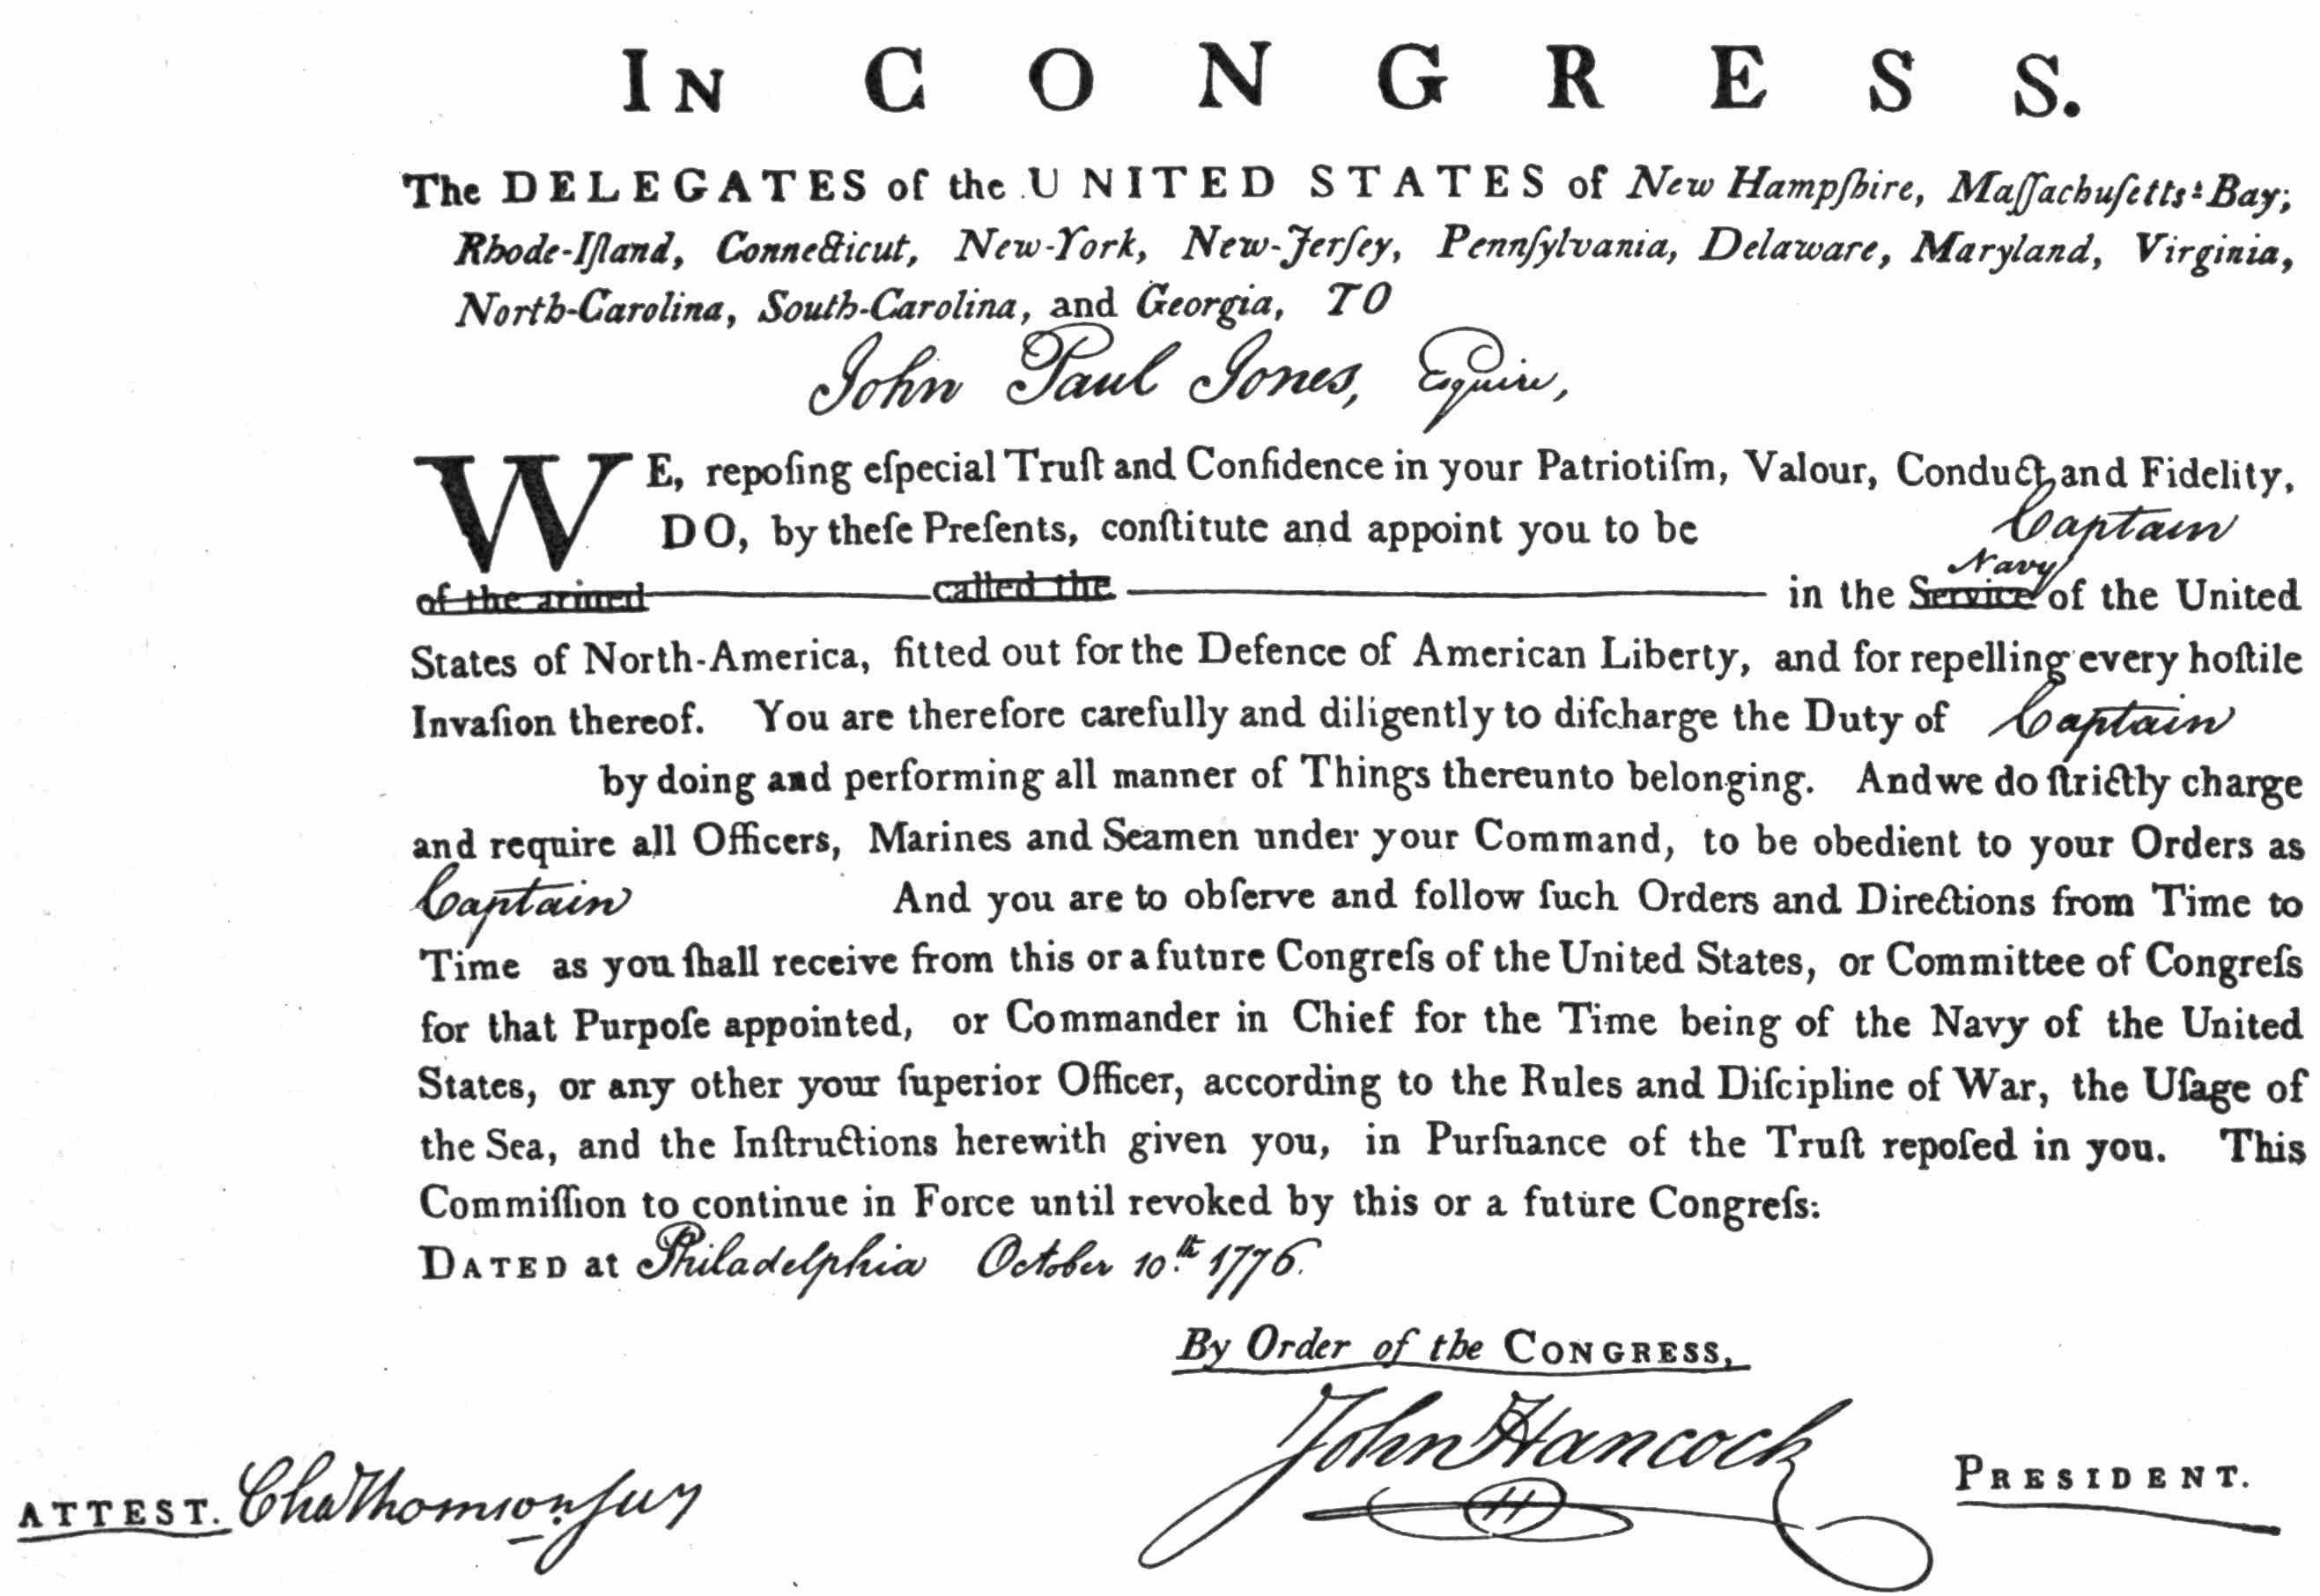 IN CONGRESS.
The DELEGATES of the UNITED STATES of New Hampſhire, Maſſachuſetts-Bay;
Rhode-Iſland, Connecticut, New-York, New-Jerſey, Pennſylvania, Delaware, Maryland, Virginia,
North-Carolina, South-Carolina, and Georgia, TO
John Paul Jones, Esquire,
WE, repoſing eſpecial Truſt and Confidence in your Patriotiſm, Valour, Conduct, and Fidelity,
DO, by theſe Preſents, conſtitute and appoint you to be Captain
of the armed called the in the Service Navy of the United
States of North-America, fitted out for the Defence of American Liberty, and for repelling every hoſtile
Invaſion thereof. You are therefore carefully and diligently to diſcharge the Duty of Captain
by doing and performing all manner of Things thereunto belonging. And we do ſtrictly charge
and require all Officers, Marines and Seamen under your Command, to be obedient to your Orders as
Captain And you are to obſerve and follow ſuch Orders and Directions from Time to
Time as you ſhall receive from this or a future Congreſs of the United States, or Committee of Congreſs
for that Purpoſe appointed, or Commander in Chief for the Time being of the Navy of the United
States, or any other your ſuperior Officer, according to the Rules and Diſcipline of War, the Uſage of
the Sea, and the Inſtructions herewith given you, in Purſuance of the Truſt repoſed in you. This
Commiſſion to continue in Force until revoked by this or a future Congreſs:
DATED at Philadelphia October 10.th 1776.
By Order of the CONGRESS,
John Hancock PRESIDENT.
ATTEST. Cha Thomson secy